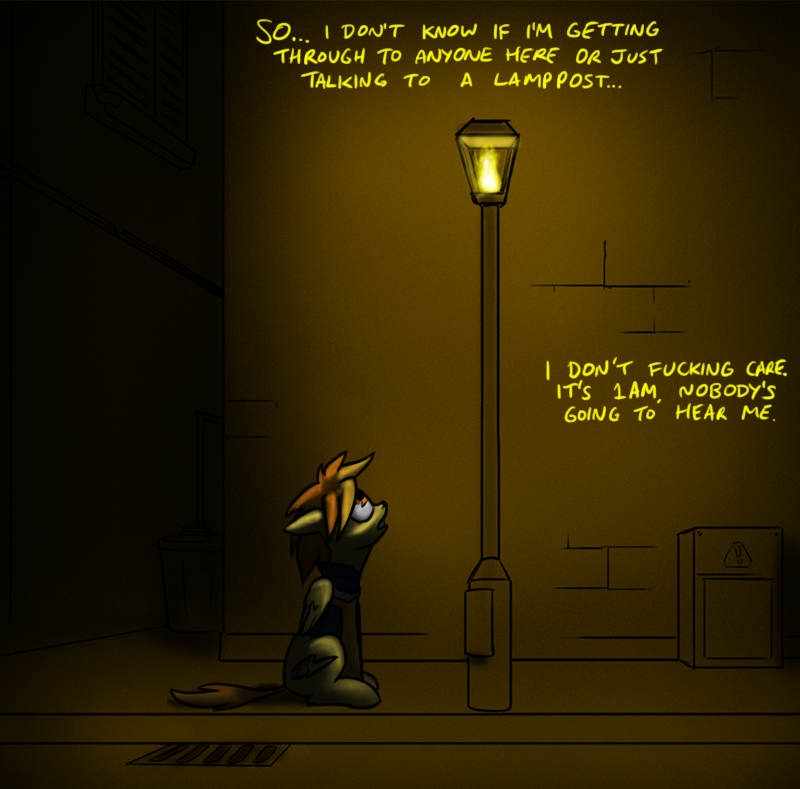 SO... I DON'T KNOW IF I'M GETTING
THROUGH TO ANYONE HERE OR JUST
TALKING TO A LAMPPOST...
I DON'T FUCKING CARE.
IT'S 1AM, NOBODY'S
GOING TO HEAR ME.